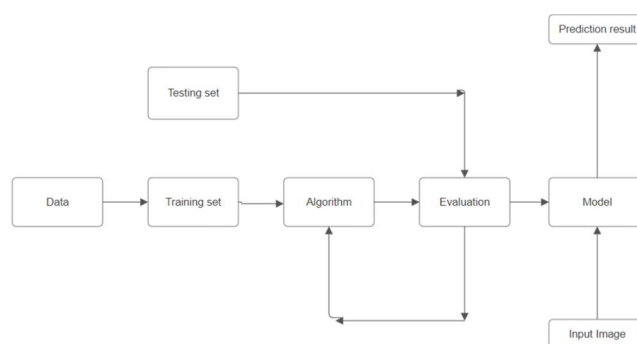 Prediction result
Testing set
Data
Training set
Algorithm
Evaluation
Model
Input Image